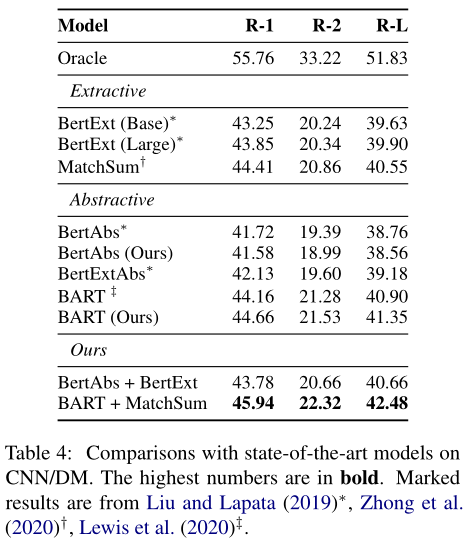 Model R-1 R-2 R-L
Oracle 55.76 33.22 51.83
Extractive
BertExt (Base)* 43.25 20.24 39.63
BertExt (Large)* 43.85 20.34 39.90
MatchSum† 44.41 20.86 40.55
Abstractive
BertAbs* 41.72 19.39 38.76
BertAbs (Ours) 41.58 18.99 38.56
BertExtAbs* 42.13 19.60 39.18
BART ‡ 44.16 21.28 40.90
BART (Ours) 44.66 21.53 41.35
Ours
BertAbs + BertExt 43.78 20.66 40.66
BART + MatchSum 45.94 22.32 42.48
Table 4: Comparisons with state-of-the-art models on
CNN/DM. The highest numbers are in bold. Marked
results are from Liu and Lapata (2019)*, Zhong et al.
(2020)†, Lewis et al. (2020)‡.